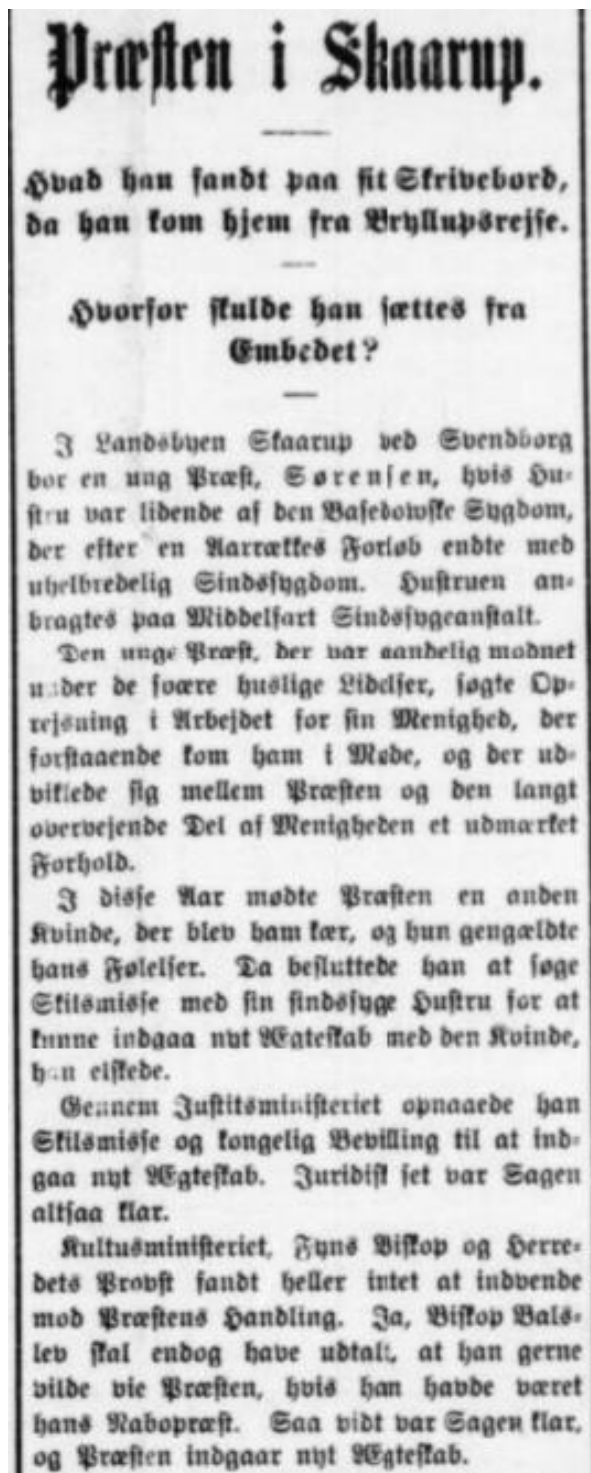 Præsten i Skaarup.
Hvad han fandt paa sit Skrivebord,
da han kom hjem fra Bryllupsrejse.
Hvorfor skulde han sættes fra
Embedet?
I Landsbyen Skaarup ved Svendborg
bor en ung Præst, Sørensen, hvis Hu-
stru var lidende af den Basedowske Sygdom,
der efter en Aarrækkes Forløb endte med
uhelbredelig Sindssygdom. Hustruen an-
bragtes paa Middelfart Sindssygeanstalt.
Den unge Præst, der var aandelig modnet
under de svære huslige Lidelser, søgte Op-
rejsning i Arbejdet for sin Menighed, der
forstaaende kom ham i Møde, og der ud-
viklede sig mellem Præsten og den langt
overvejende Del af Menigheden et udmærket
Forhold.
I disse Aar mødte Præsten en anden
Kvinde, der blev ham kær, og hun gengældte
hans Følelser. Da besluttede han at søge
Skilsmisse med sin sindssyge Hustru for at
kunne indgaa nyt Ægteskab med den Kvinde,
han elskede.
Gennem Justitsministeriet opnaaede han
Skilsmisse og kongelig Bevilling til at ind-
gaa nyt Ægteskab. Juridisk set var Sagen
altsaa klar.
Kultusministeriet, Fyns Biskop og Herre-
dets Provst fandt heller intet at indvende
mod Præstens Handling. Ja, Biskop Bals-
lev skal endog have udtalt, at han gerne
vilde vie Præsten, hvis han havde været
hans Nabopræst. Saa vidt var Sagen klar,
og Præsten indgaar nyt Ægteskab.